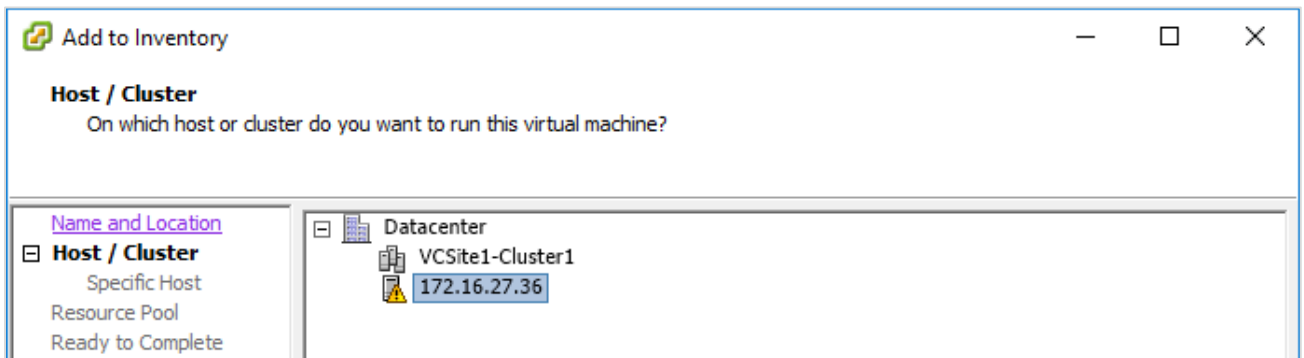 Add to Inventory
Host / Cluster
On which host or cluster do you want to run this virtual machine?
Name and Location
Host / Cluster
Specific Host
Resource Pool
Ready to Complete
Datacenter
VCSite1-Cluster1
172.16.27.36